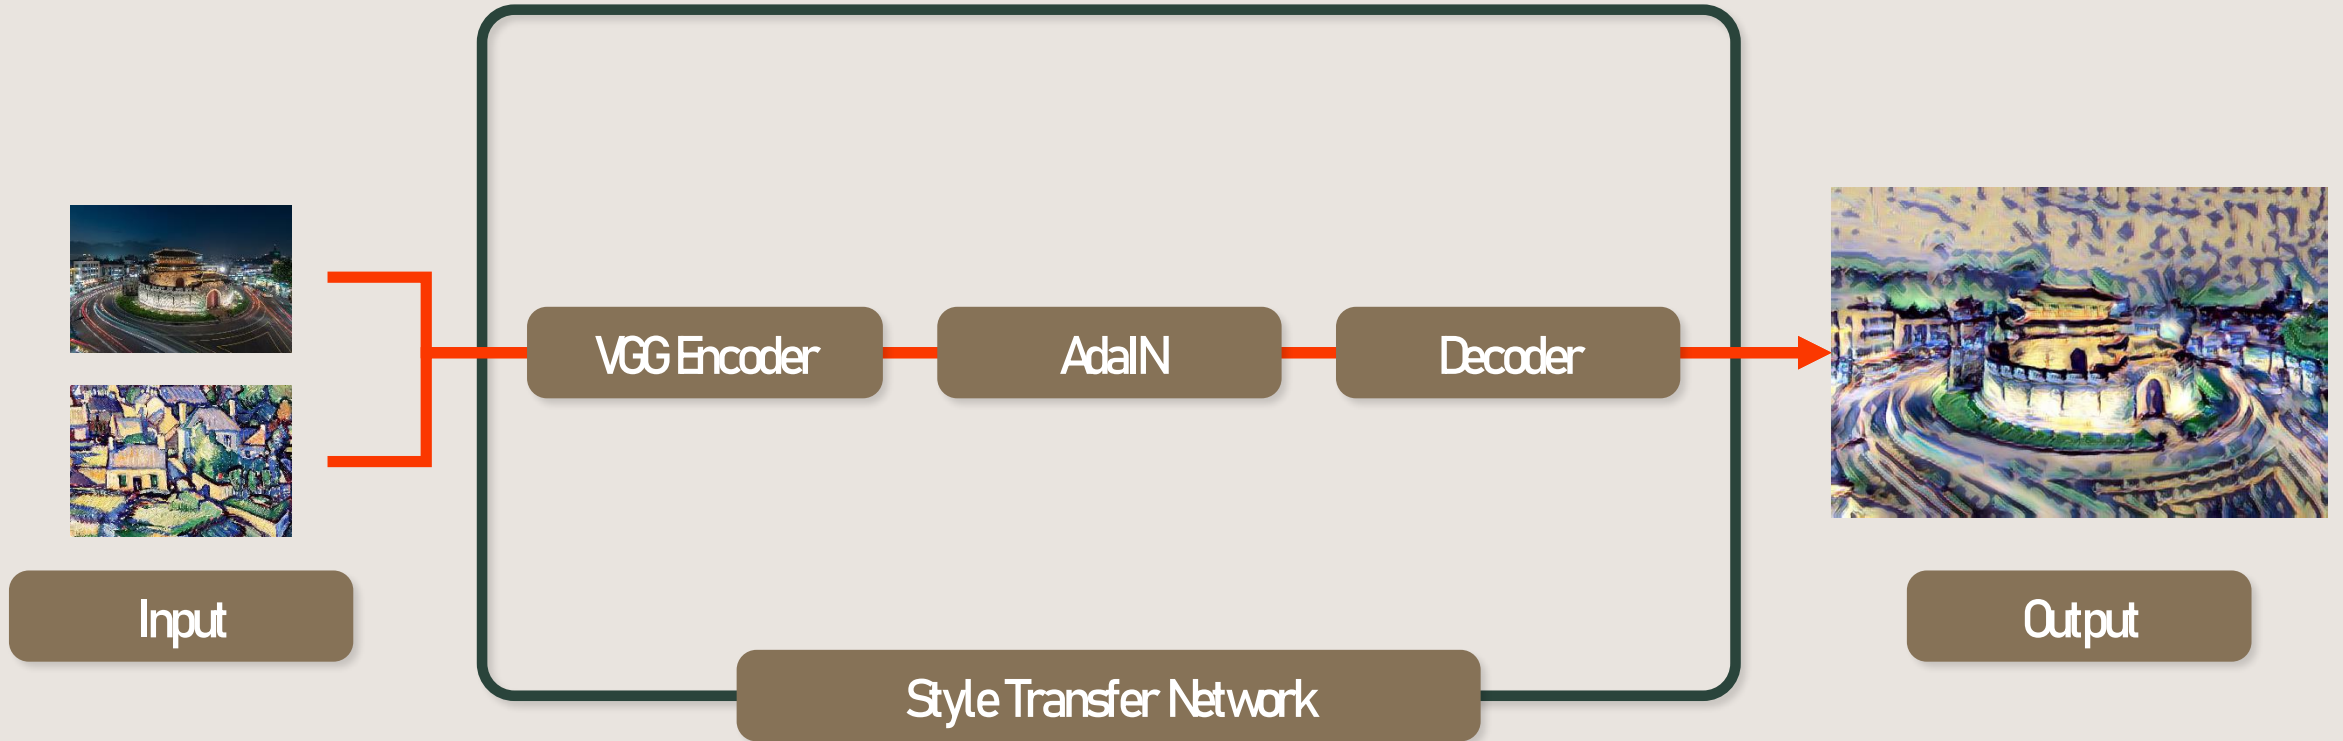 VGG Encoder
AdaIN
Decoder
Input
Output
Style Transfer Network